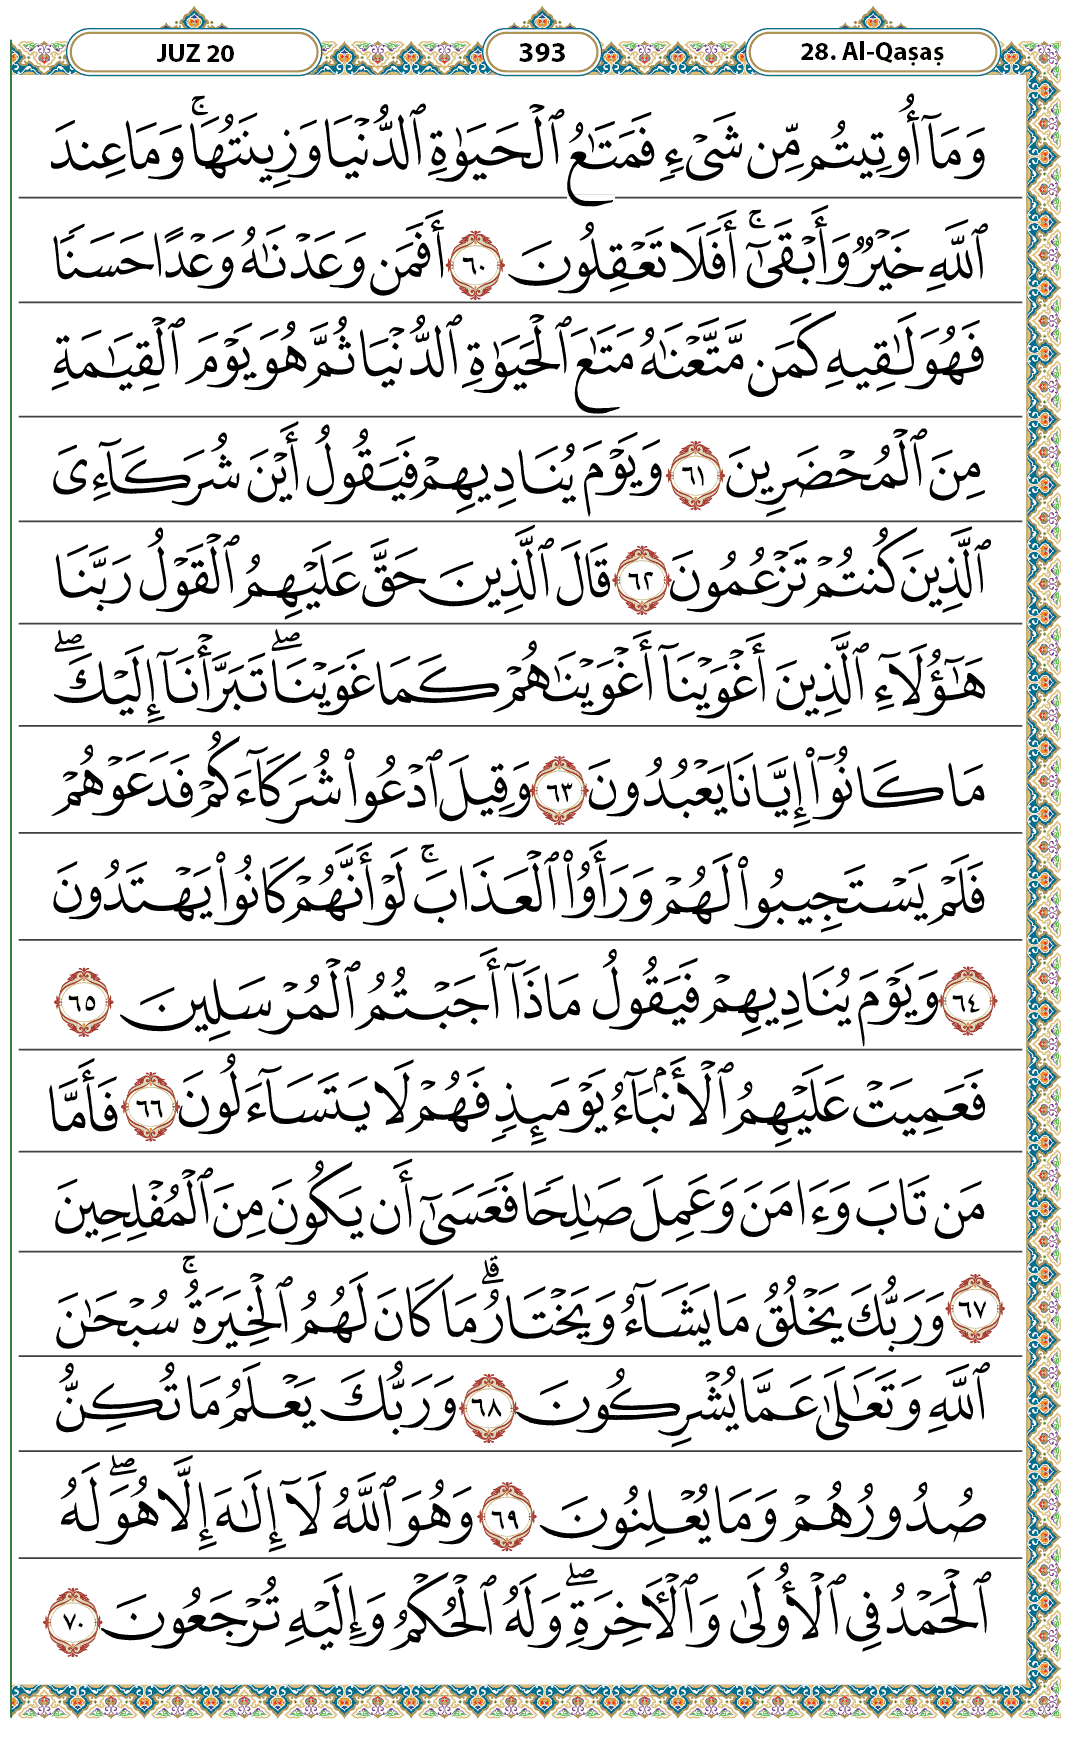 JUZ 20
393
28. Al-Qaṣaṣ
وَمَآ أُوتِيتُم مِّن شَىْءٍ فَمَتَـٰعُ ٱلْحَيَوٰةِ ٱلدُّنْيَا وَزِينَتُهَا ۚ وَمَا عِندَ
ٱللَّهِ خَيْرٌ وَأَبْقَىٰٓ ۚ أَفَلَا تَعْقِلُونَ ٦٠ أَفَمَن وَعَدْنَـٰهُ وَعْدًا حَسَنًا
فَهُوَ لَـٰقِيهِ كَمَن مَّتَّعْنَـٰهُ مَتَـٰعَ ٱلْحَيَوٰةِ ٱلدُّنْيَا ثُمَّ هُوَ يَوْمَ ٱلْقِيَـٰمَةِ
مِنَ ٱلْمُحْضَرِينَ ٦١ وَيَوْمَ يُنَادِيهِمْ فَيَقُولُ أَيْنَ شُرَكَآءِىَ
ٱلَّذِينَ كُنتُمْ تَزْعُمُونَ ٦٢ قَالَ ٱلَّذِينَ حَقَّ عَلَيْهِمُ ٱلْقَوْلُ رَبَّنَا
هَـٰٓؤُلَآءِ ٱلَّذِينَ أَغْوَيْنَآ أَغْوَيْنَـٰهُمْ كَمَا غَوَيْنَا ۖ تَبَرَّأْنَآ إِلَيْكَ ۖ
مَا كَانُوٓا۟ إِيَّانَا يَعْبُدُونَ ٦٣ وَقِيلَ ٱدْعُوا۟ شُرَكَآءَكُمْ فَدَعَوْهُمْ
فَلَمْ يَسْتَجِيبُوا۟ لَهُمْ وَرَأَوُا۟ ٱلْعَذَابَ ۚ لَوْ أَنَّهُمْ كَانُوا۟ يَهْتَدُونَ
٦٤ وَيَوْمَ يُنَادِيهِمْ فَيَقُولُ مَاذَآ أَجَبْتُمُ ٱلْمُرْسَلِينَ ٦٥
فَعَمِيَتْ عَلَيْهِمُ ٱلْأَنۢبَآءُ يَوْمَئِذٍ فَهُمْ لَا يَتَسَآءَلُونَ ٦٦ فَأَمَّا
مَن تَابَ وَءَامَنَ وَعَمِلَ صَـٰلِحًا فَعَسَىٰٓ أَن يَكُونَ مِنَ ٱلْمُفْلِحِينَ
٦٧ وَرَبُّكَ يَخْلُقُ مَا يَشَآءُ وَيَخْتَارُ ۗ مَا كَانَ لَهُمُ ٱلْخِيَرَةُ ۚ سُبْحَـٰنَ
ٱللَّهِ وَتَعَـٰلَىٰ عَمَّا يُشْرِكُونَ ٦٨ وَرَبُّكَ يَعْلَمُ مَا تُكِنُّ
صُدُورُهُمْ وَمَا يُعْلِنُونَ ٦٩ وَهُوَ ٱللَّهُ لَآ إِلَـٰهَ إِلَّا هُوَ ۖ لَهُ
ٱلْحَمْدُ فِى ٱلْأُولَىٰ وَٱلْـَٔاخِرَةِ ۖ وَلَهُ ٱلْحُكْمُ وَإِلَيْهِ تُرْجَعُونَ ٧٠